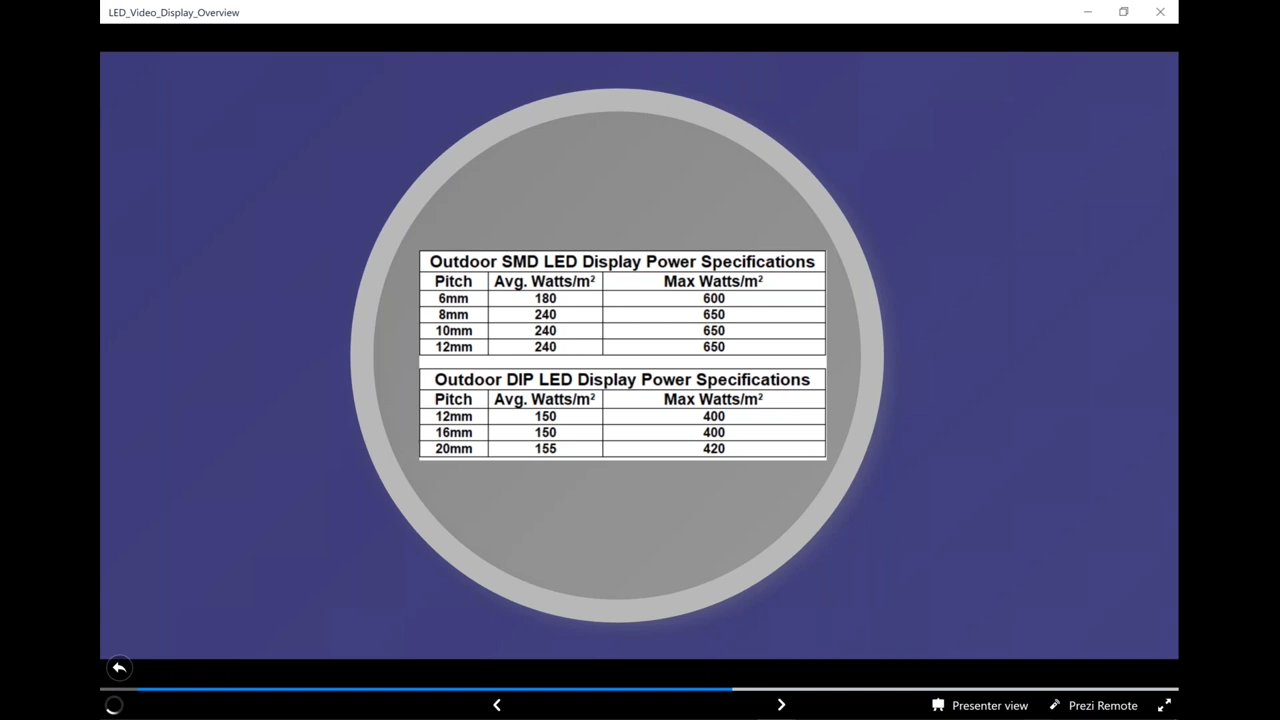 LED_Video_Display_Overview
Outdoor SMD LED Display Power Specifications
Pitch Avg. Watts/m² Max Watts/m²
6mm 180 600
8mm 240 650
10mm 240 650
12mm 240 650
Outdoor DIP LED Display Power Specifications
Pitch Avg. Watts/m² Max Watts/m²
12mm 150 400
16mm 150 400
20mm 155 420
Presenter view Prezi Remote